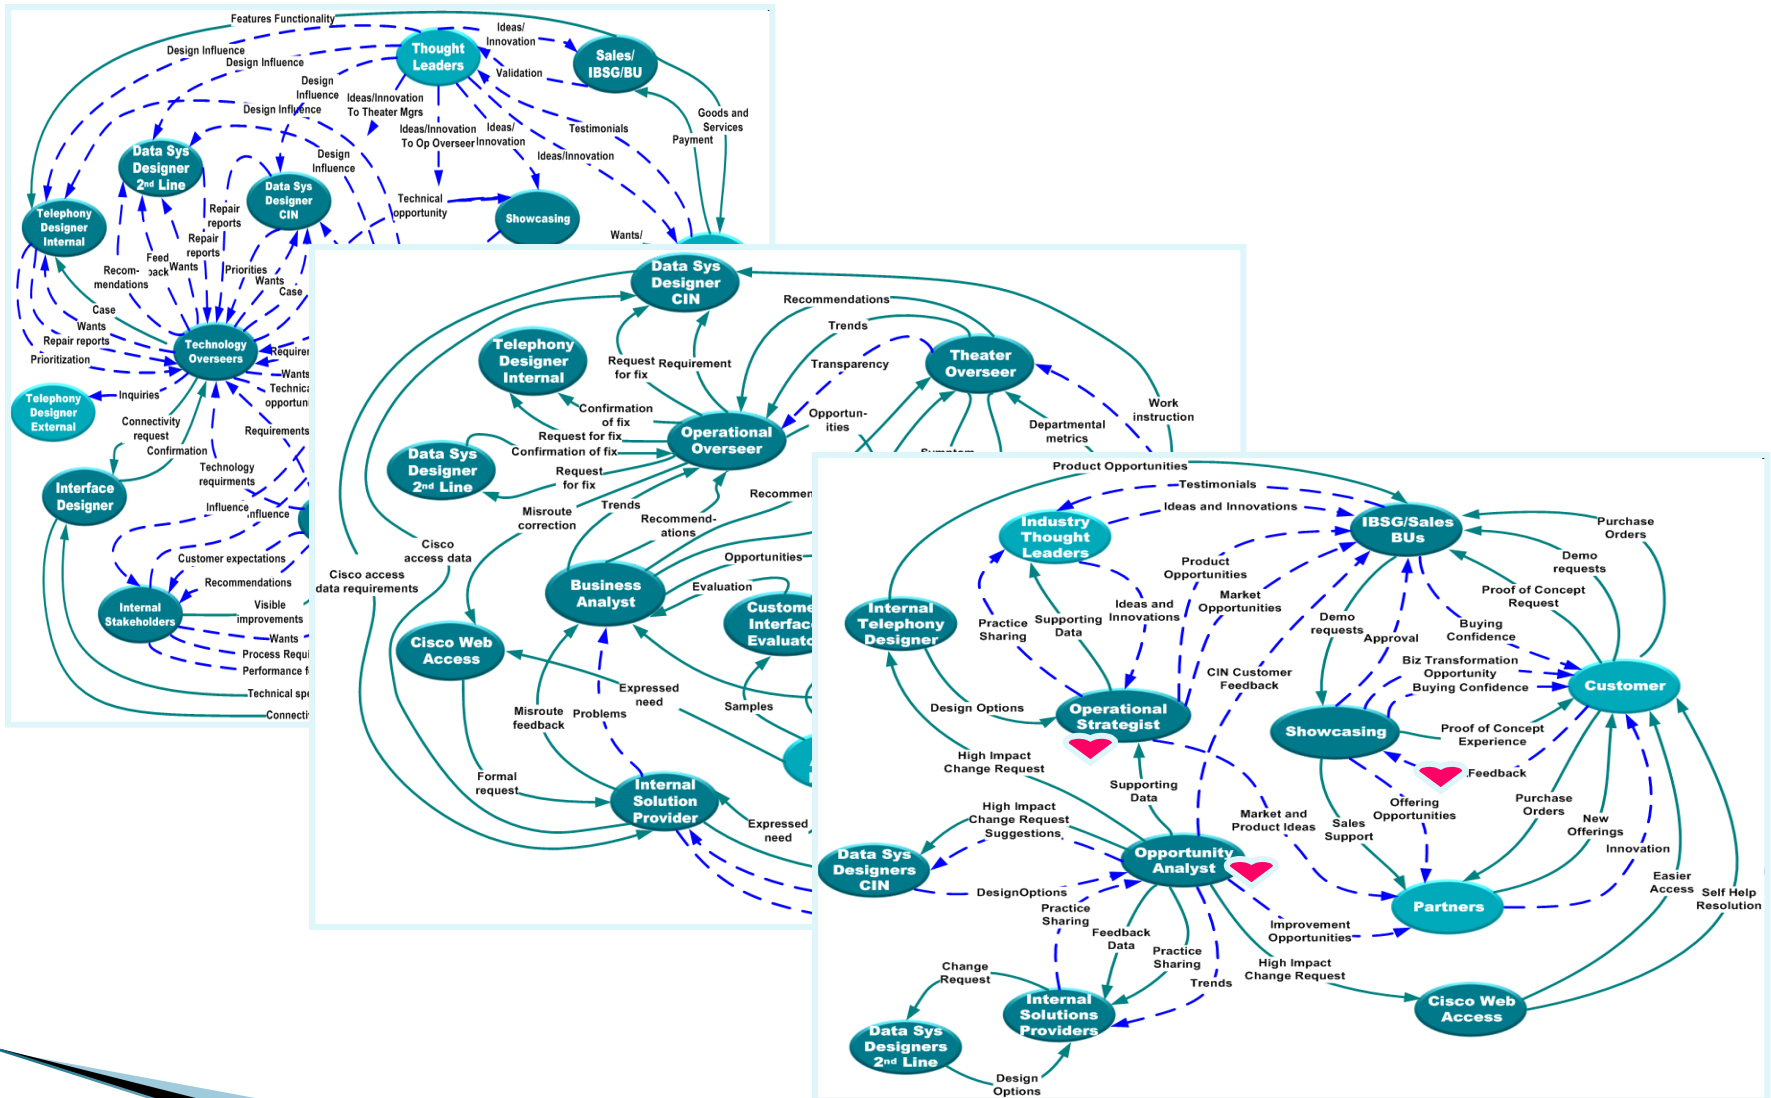 Features Functionality
Design Influence
Design Influence
Thought
Leaders
Ideas/
Innovation
Sales/
IBSG/BU
Validation
Design
Influence
Ideas/Innovation
To Theater Mgrs
Design Influence
Ideas/Innovation
To Op Overseer
Ideas/
Innovation
Testimonials
Goods and
Services
Payment
Ideas/Innovation
Design
Influence
Data Sys
Designer
2nd Line
Data Sys
Designer
CIN
Technical
opportunity
Showcasing
Telephony
Designer
Internal
Repair
reports
Repair
reports
Wants/
Feed
back
Wants
Recom-
mendations
Priorities
Wants
Case
Case
Wants
Repair reports
Prioritization
Technology
Overseers
Wants
Telephony
Designer
External
Inquiries
Connectivity
request
Confirmation
Requirements
Technology
requirments
Interface
Designer
Influence
Influence
Customer expectations
Recommendations
Internal
Stakeholders
Visible
improvements
Wants
Process
Performance
Technical
Data Sys
Designer
CIN
Recommendations
Trends
Transparency
Theater
Overseer
Telephony
Designer
Internal
Request
for fix
Requirement
Confirmation
of fix
Request for fix
Confirmation of fix
Operational
Overseer
Opportun-
ities
Departmental
metrics
Work
instruction
Data Sys
Designer
2nd Line
Request
for fix
Misroute
correction
Trends
Recommend-
ations
Opportunities
Evaluation
Cisco
access data
Cisco access
data requirements
Business
Analyst
Interface
Cisco Web
Access
Expressed
need
Samples
Misroute
feedback
Problems
Formal
request
Internal
Solution
Provider
Expressed
need
Product Opportunities
Testimonials
Ideas and Innovations
Industry
Thought
Leaders
IBSG/Sales
BUs
Purchase
Orders
Demo
requests
Product
Opportunities
Market
Opportunities
Proof of Concept
Request
Internal
Telephony
Designer
Practice
Sharing
Supporting
Data
Ideas and
Innovations
Demo
requests
Approval
Buying
Confidence
Biz Transformation
Opportunity
Buying Confidence
CIN Customer
Feedback
Customer
Design Options
Operational
Strategist
Showcasing
Proof of Concept
Experience
Feedback
High Impact
Change Request
Supporting
Data
Offering
Opportunities
Purchase
Orders
New
Offerings
High Impact
Change Request
Suggestions
Market and
Product Ideas
Sales
Support
Innovation
Data Sys
Designers
CIN
Opportunity
Analyst
DesignOptions
Practice
Sharing
Partners
Easier
Access
Self Help
Resolution
Feedback
Data
Practice
Sharing
Improvement
Opportunities
High Impact
Change Request
Change
Request
Trends
Internal
Solutions
Providers
Cisco Web
Access
Data Sys
Designers
2nd Line
Design
Options